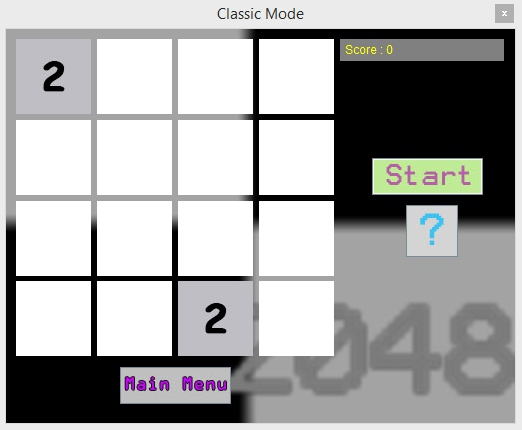 Classic Mode
x
2
Score : 0
Start
?
2
2048
Main Menu